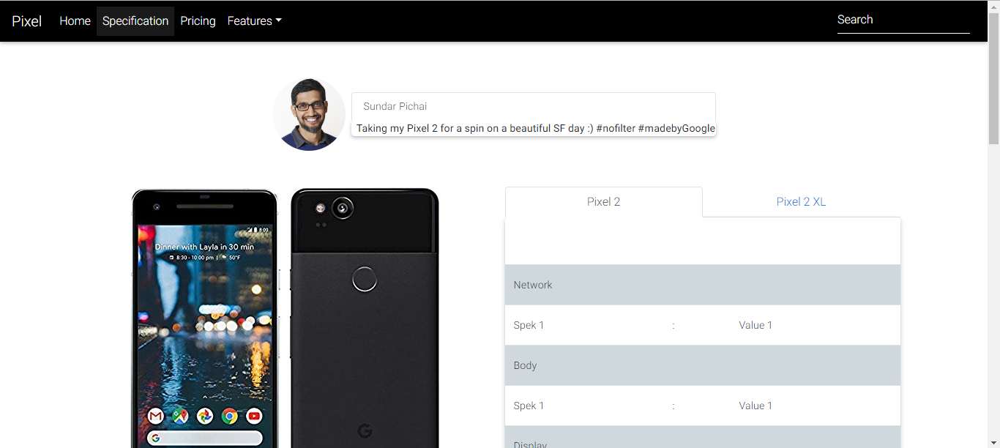 Pixel Home Specification Pricing Features Search
Sundar Pichai
Taking my Pixel 2 for a spin on a beautiful SF day :) #nofilter #madebyGoogle
Pixel 2 Pixel 2 XL
8:00
Dinner with Layla in 30 min
8:30 - 10:00 pm | 50°F
Network
Spek 1 : Value 1
Body
Spek 1 : Value 1
G
G
Display